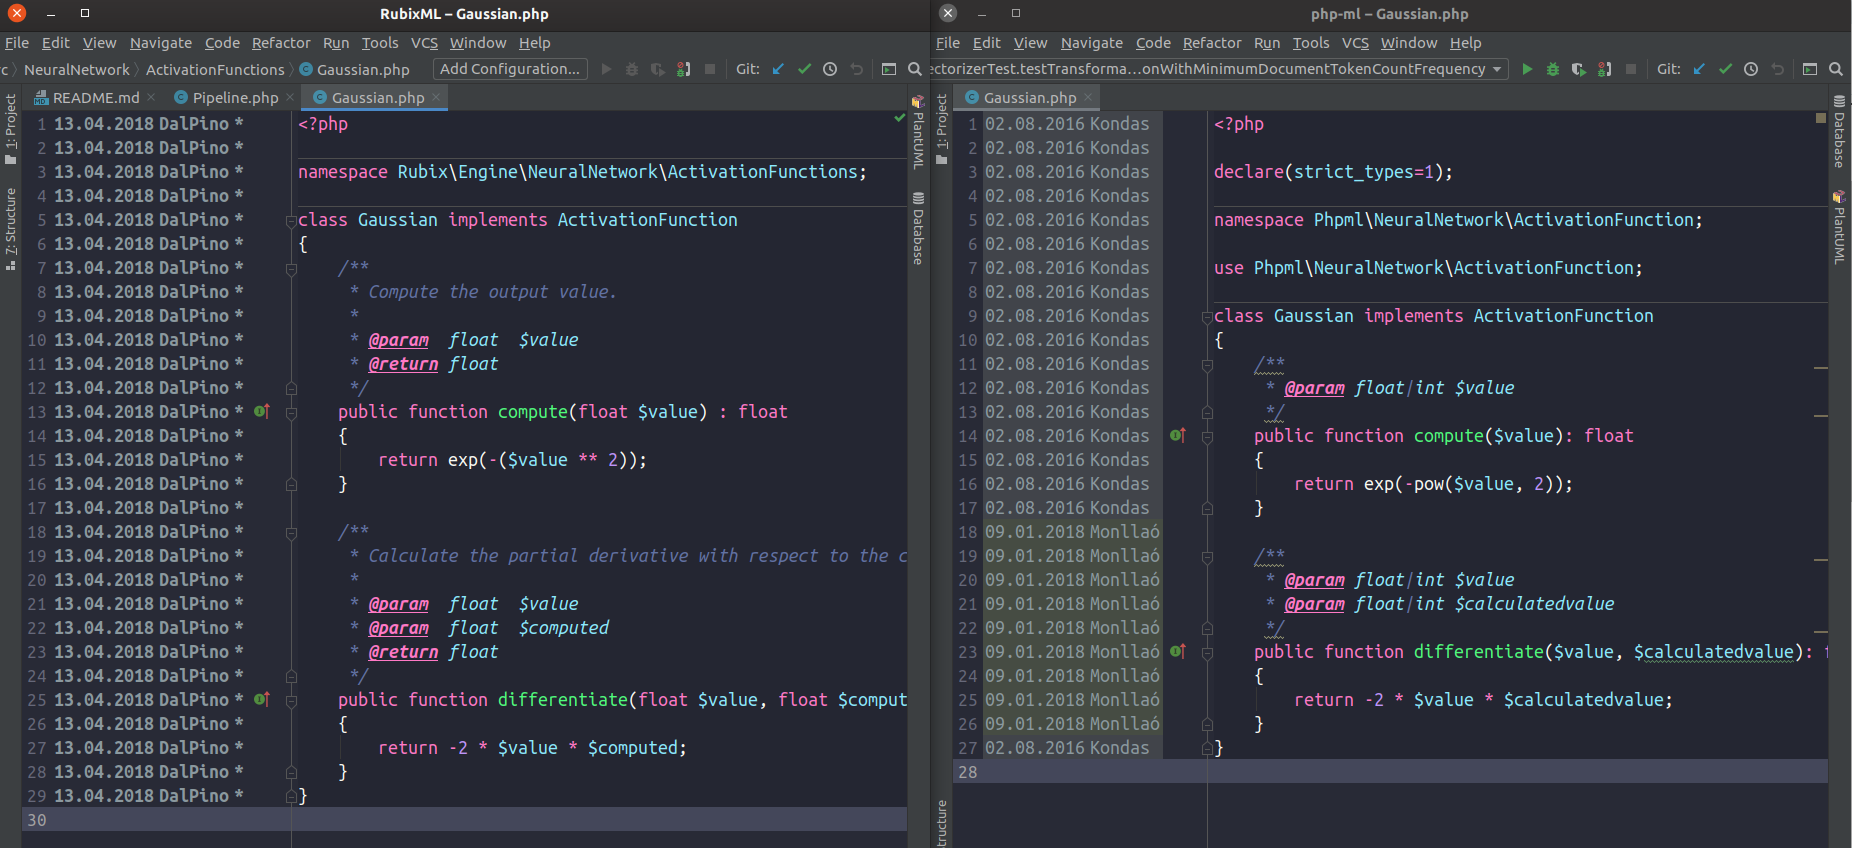 RubixML – Gaussian.php
File Edit View Navigate Code Refactor Run Tools VCS Window Help
NeuralNetwork ActivationFunctions Gaussian.php Add Configuration... Git:
README.md Pipeline.php Gaussian.php
1: Project
7: Structure
1 13.04.2018 DalPino * <?php
2 13.04.2018 DalPino *
3 13.04.2018 DalPino * namespace Rubix\Engine\NeuralNetwork\ActivationFunctions;
4 13.04.2018 DalPino *
5 13.04.2018 DalPino * class Gaussian implements ActivationFunction
6 13.04.2018 DalPino * {
7 13.04.2018 DalPino * /**
8 13.04.2018 DalPino * * Compute the output value.
9 13.04.2018 DalPino * *
10 13.04.2018 DalPino * * @param float $value
11 13.04.2018 DalPino * * @return float
12 13.04.2018 DalPino * */
13 13.04.2018 DalPino * public function compute(float $value) : float
14 13.04.2018 DalPino * {
15 13.04.2018 DalPino * return exp(-($value ** 2));
16 13.04.2018 DalPino * }
17 13.04.2018 DalPino *
18 13.04.2018 DalPino * /**
19 13.04.2018 DalPino * * Calculate the partial derivative with respect to the c
20 13.04.2018 DalPino * *
21 13.04.2018 DalPino * * @param float $value
22 13.04.2018 DalPino * * @param float $computed
23 13.04.2018 DalPino * * @return float
24 13.04.2018 DalPino * */
25 13.04.2018 DalPino * public function differentiate(float $value, float $comput
26 13.04.2018 DalPino * {
27 13.04.2018 DalPino * return -2 * $value * $computed;
28 13.04.2018 DalPino * }
29 13.04.2018 DalPino * }
30
PlantUML
Database
php-ml – Gaussian.php
File Edit View Navigate Code Refactor Run Tools VCS Window Help
ectorizerTest.testTransforma...onWithMinimumDocumentTokenCountFrequency Git:
Gaussian.php
1: Project
tructure
1 02.08.2016 Kondas <?php
2 02.08.2016 Kondas
3 02.08.2016 Kondas declare(strict_types=1);
4 02.08.2016 Kondas
5 02.08.2016 Kondas namespace Phpml\NeuralNetwork\ActivationFunction;
6 02.08.2016 Kondas
7 02.08.2016 Kondas use Phpml\NeuralNetwork\ActivationFunction;
8 02.08.2016 Kondas
9 02.08.2016 Kondas class Gaussian implements ActivationFunction
10 02.08.2016 Kondas {
11 02.08.2016 Kondas /**
12 02.08.2016 Kondas * @param float|int $value
13 02.08.2016 Kondas */
14 02.08.2016 Kondas public function compute($value): float
15 02.08.2016 Kondas {
16 02.08.2016 Kondas return exp(-pow($value, 2));
17 02.08.2016 Kondas }
18 09.01.2018 Monllaó
19 09.01.2018 Monllaó /**
20 09.01.2018 Monllaó * @param float|int $value
21 09.01.2018 Monllaó * @param float|int $calculatedvalue
22 09.01.2018 Monllaó */
23 09.01.2018 Monllaó public function differentiate($value, $calculatedvalue): f
24 09.01.2018 Monllaó {
25 09.01.2018 Monllaó return -2 * $value * $calculatedvalue;
26 09.01.2018 Monllaó }
27 02.08.2016 Kondas }
28
Database
PlantUML